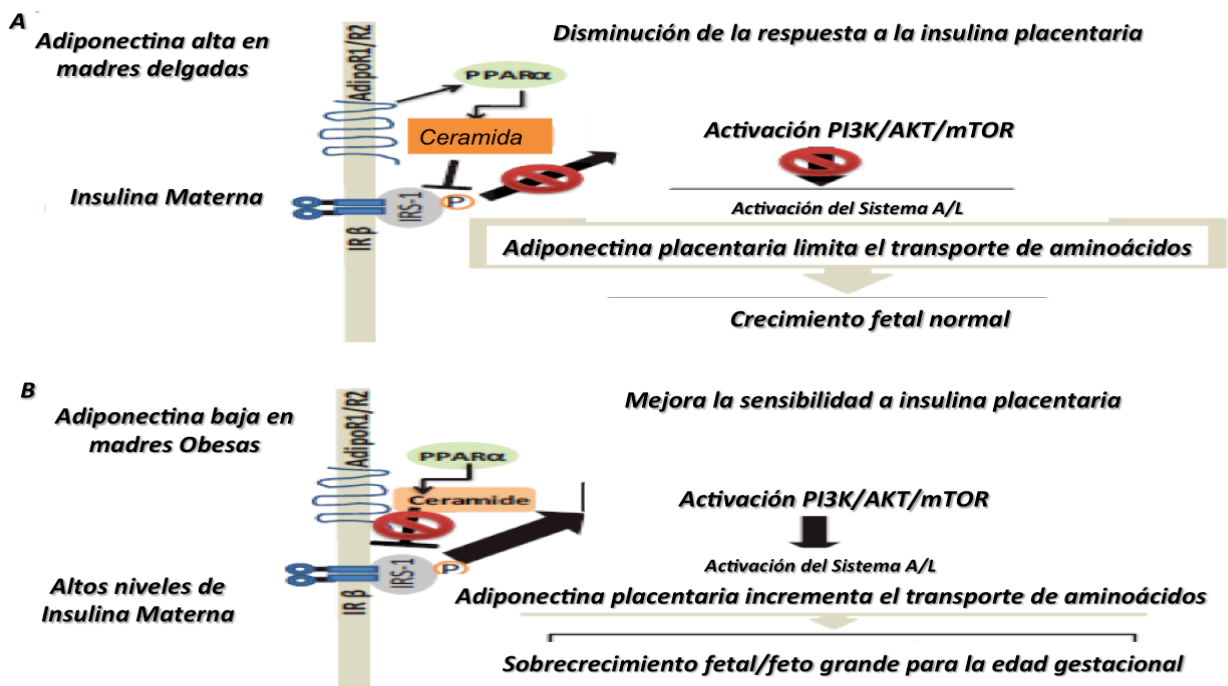 A
Adiponectina alta en
madres delgadas
AdipoR1/R2
Disminución de la respuesta a la insulina placentaria
PPARα
Ceramida
Activación PI3K/AKT/mTOR
Insulina Materna
IRS-1
P
IR β
Activación del Sistema A/L
Adiponectina placentaria limita el transporte de aminoácidos
Crecimiento fetal normal
B
Adiponectina baja en
madres Obesas
AdipoR1/R2
Mejora la sensibilidad a insulina placentaria
PPARα
Ceramide
Activación PI3K/AKT/mTOR
Altos niveles de
Insulina Materna
IRS-1
P
IR β
Activación del Sistema A/L
Adiponectina placentaria incrementa el transporte de aminoácidos
Sobrecrecimiento fetal/feto grande para la edad gestacional